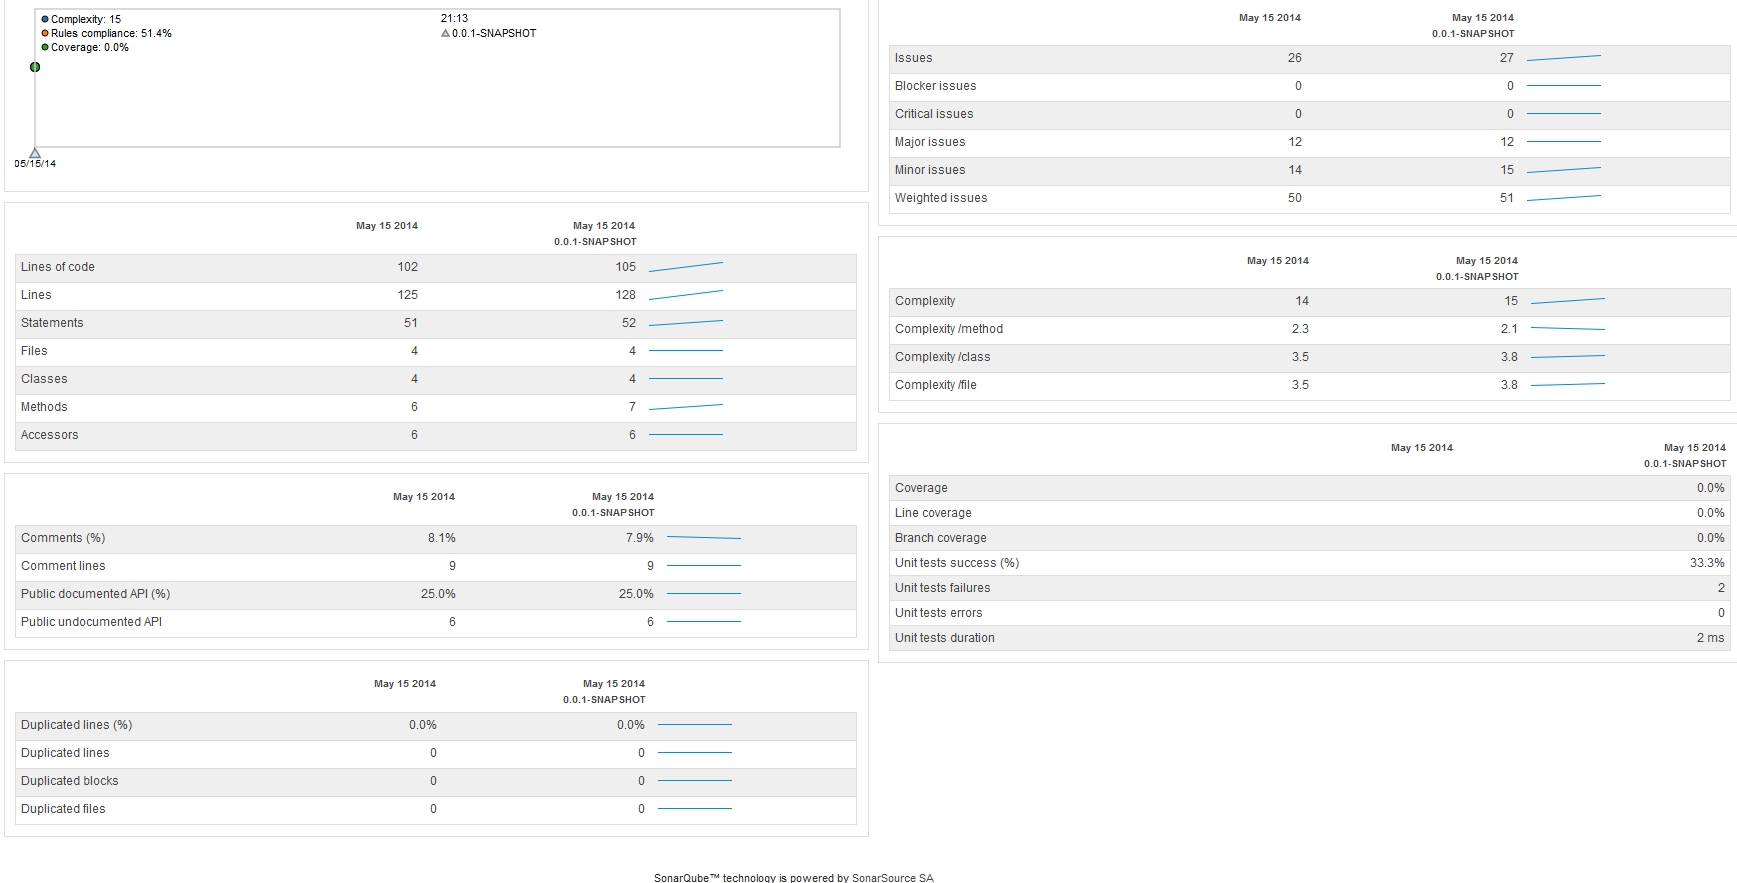 Complexity: 15
Rules compliance: 51.4%
Coverage: 0.0%
21:13
0.0.1-SNAPSHOT
05/15/14
May 15 2014 May 15 2014
0.0.1-SNAPSHOT
Lines of code 102 105
Lines 125 128
Statements 51 52
Files 4 4
Classes 4 4
Methods 6 7
Accessors 6 6
May 15 2014 May 15 2014
0.0.1-SNAPSHOT
Comments (%) 8.1% 7.9%
Comment lines 9 9
Public documented API (%) 25.0% 25.0%
Public undocumented API 6 6
May 15 2014 May 15 2014
0.0.1-SNAPSHOT
Duplicated lines (%) 0.0% 0.0%
Duplicated lines 0 0
Duplicated blocks 0 0
Duplicated files 0 0
May 15 2014 May 15 2014
0.0.1-SNAPSHOT
Issues 26 27
Blocker issues 0 0
Critical issues 0 0
Major issues 12 12
Minor issues 14 15
Weighted issues 50 51
May 15 2014 May 15 2014
0.0.1-SNAPSHOT
Complexity 14 15
Complexity /method 2.3 2.1
Complexity /class 3.5 3.8
Complexity /file 3.5 3.8
May 15 2014 May 15 2014
0.0.1-SNAPSHOT
Coverage 0.0%
Line coverage 0.0%
Branch coverage 0.0%
Unit tests success (%) 33.3%
Unit tests failures 2
Unit tests errors 0
Unit tests duration 2 ms
SonarQube™ technology is powered by SonarSource SA